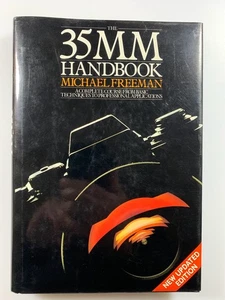 THE
35MM
HANDBOOK
MICHAEL FREEMAN
A COMPLETE COURSE FROM BASIC
TECHNIQUES TO PROFESSIONAL APPLICATIONS
NEW UPDATED
EDITION